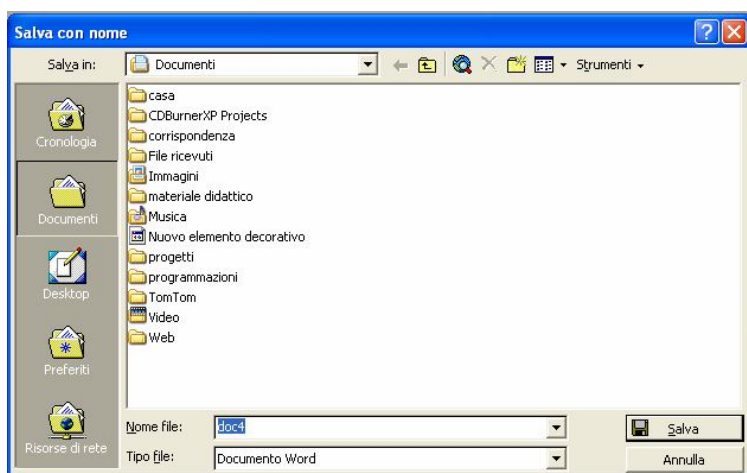 Salva con nome
Salva in: Documenti Strumenti
Cronologia
Documenti
Desktop
Preferiti
Risorse di rete
casa
CDBurnerXP Projects
corrispondenza
File ricevuti
Immagini
materiale didattico
Musica
Nuovo elemento decorativo
progetti
programmazioni
TomTom
Video
Web
Nome file: doc4 Salva
Tipo file: Documento Word Annulla